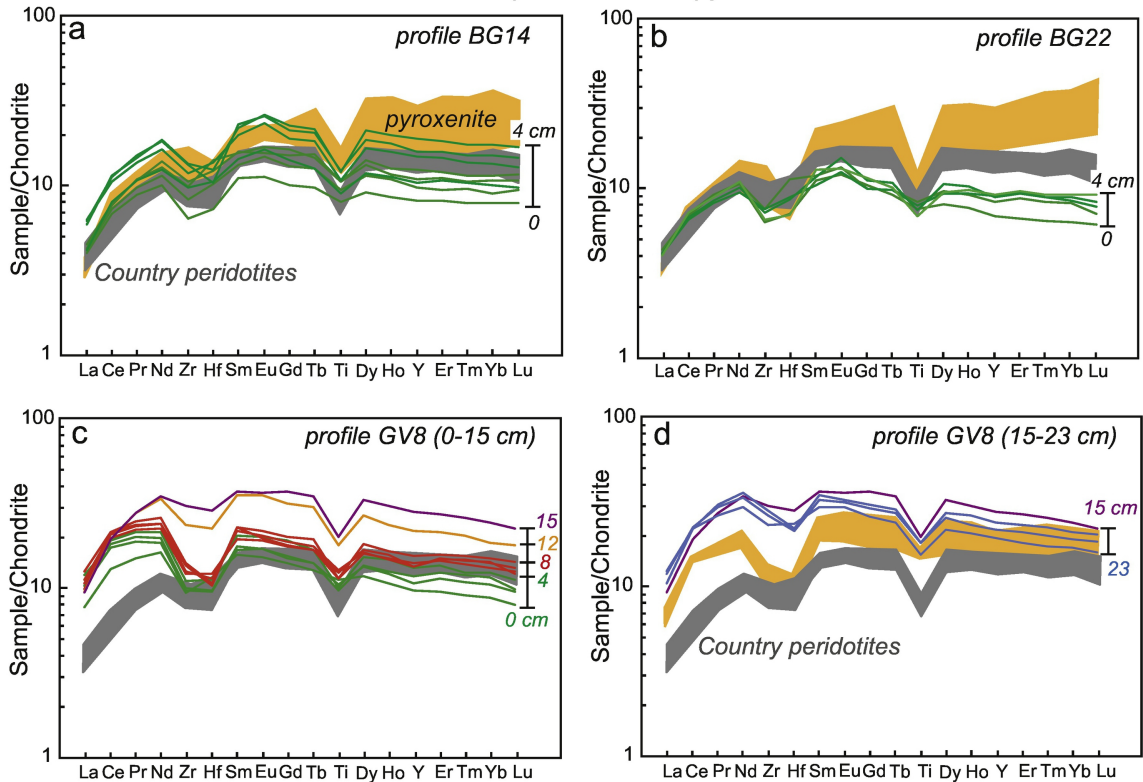 a
profile BG14
100
10
1
Sample/Chondrite
pyroxenite
4 cm
0
Country peridotites
La Ce Pr Nd Zr Hf Sm Eu Gd Tb Ti Dy Ho Y Er Tm Yb Lu
b
profile BG22
100
10
1
Sample/Chondrite
4 cm
0
La Ce Pr Nd Zr Hf Sm Eu Gd Tb Ti Dy Ho Y Er Tm Yb Lu
c
profile GV8 (0-15 cm)
100
10
1
Sample/Chondrite
15
12
8
4
0 cm
La Ce Pr Nd Zr Hf Sm Eu Gd Tb Ti Dy Ho Y Er Tm Yb Lu
d
profile GV8 (15-23 cm)
100
10
1
Sample/Chondrite
15 cm
23
Country peridotites
La Ce Pr Nd Zr Hf Sm Eu Gd Tb Ti Dy Ho Y Er Tm Yb Lu